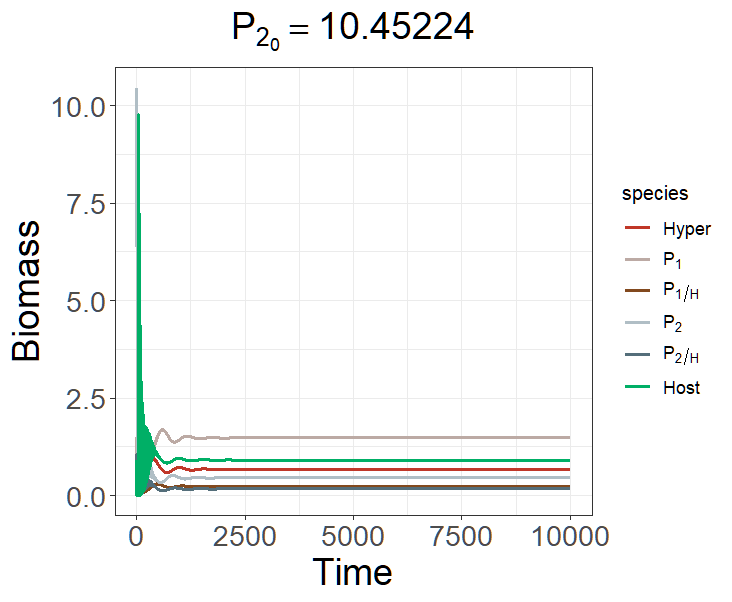 P₂₀ = 10.45224
Biomass
10.0
7.5
5.0
2.5
0.0
0 2500 5000 7500 10000
Time
species
Hyper
P₁
P₁/H
P₂
P₂/H
Host